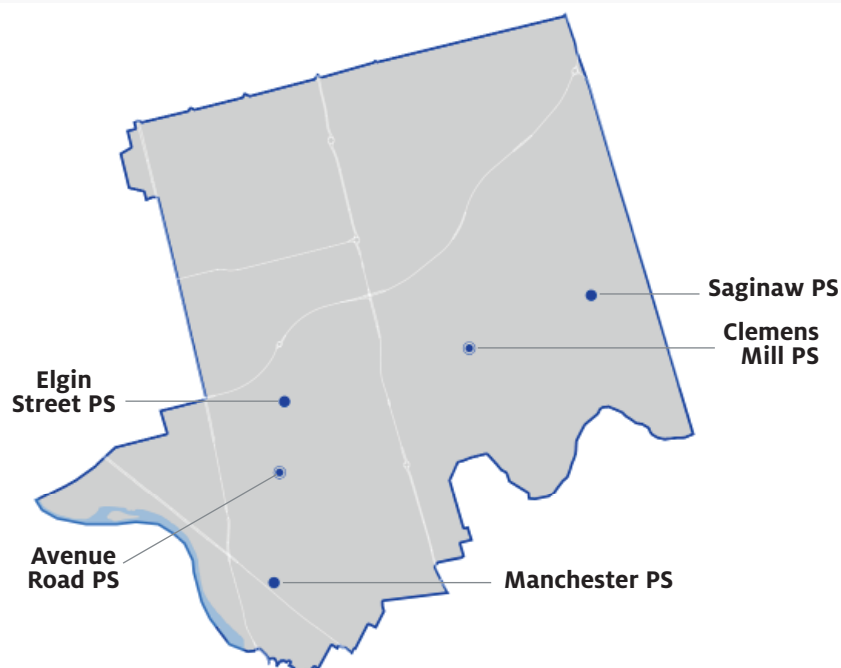 Saginaw PS
Clemens
Mill PS
Elgin
Street PS
Avenue
Road PS
Manchester PS